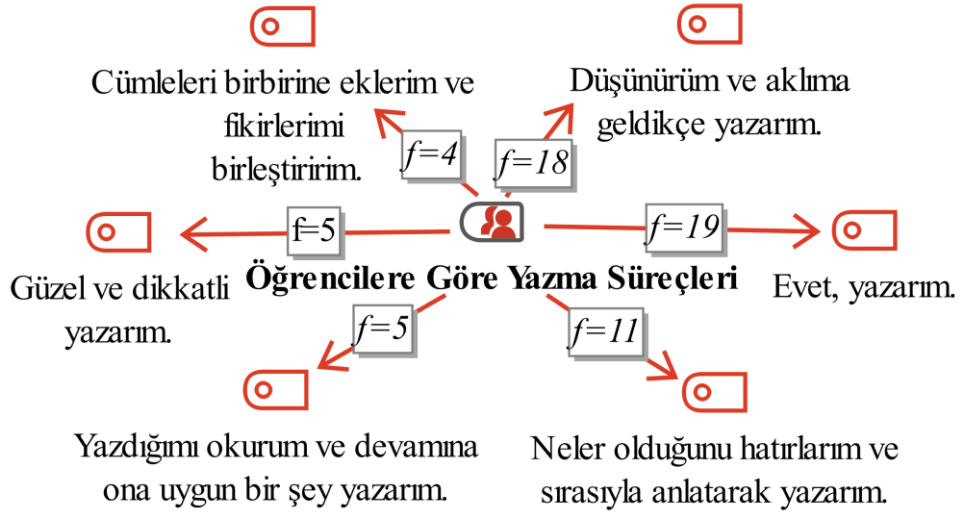 Cümleleri birbirine eklerim ve
fikirlerimi
birleştiririm.
Düşünürüm ve aklıma
geldikçe yazarım.
f=4
f=18
f=5
f=19
Güzel ve dikkatli
yazarım.
Öğrencilere Göre Yazma Süreçleri
Evet, yazarım.
f=5
f=11
Yazdığımı okurum ve devamına
ona uygun bir şey yazarım.
Neler olduğunu hatırlarım ve
sırasıyla anlatarak yazarım.